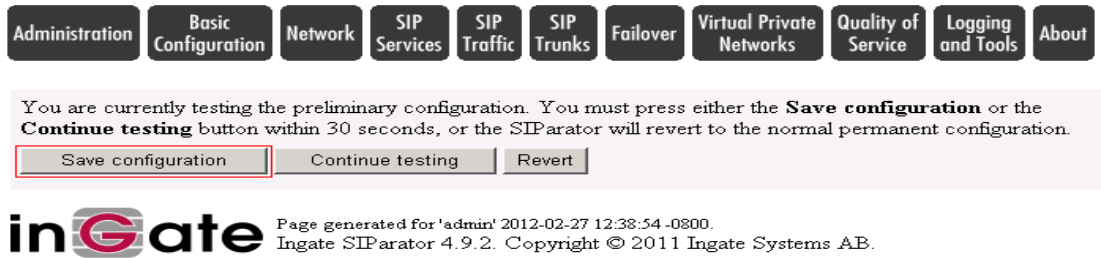 Administration
Basic Configuration
Network
SIP Services
SIP Traffic
SIP Trunks
Failover
Virtual Private Networks
Quality of Service
Logging and Tools
About
You are currently testing the preliminary configuration. You must press either the Save configuration or the
Continue testing button within 30 seconds, or the SIParator will revert to the normal permanent configuration.
Save configuration Continue testing Revert
inGate
Page generated for 'admin' 2012-02-27 12:38:54 -0800.
Ingate SIParator 4.9.2. Copyright © 2011 Ingate Systems AB.